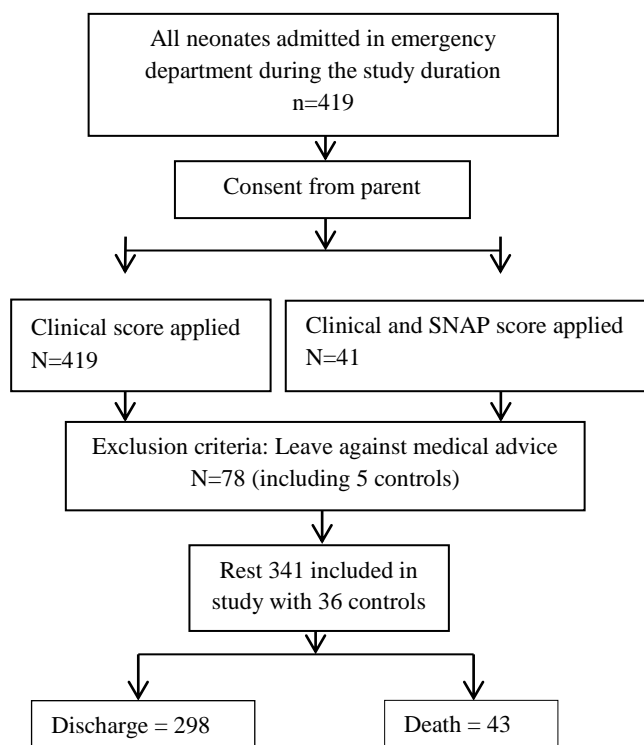 All neonates admitted in emergency
department during the study duration
n=419
Consent from parent
Clinical score applied
N=419
Clinical and SNAP score applied
N=41
Exclusion criteria: Leave against medical advice
N=78 (including 5 controls)
Rest 341 included in
study with 36 controls
Discharge = 298
Death = 43